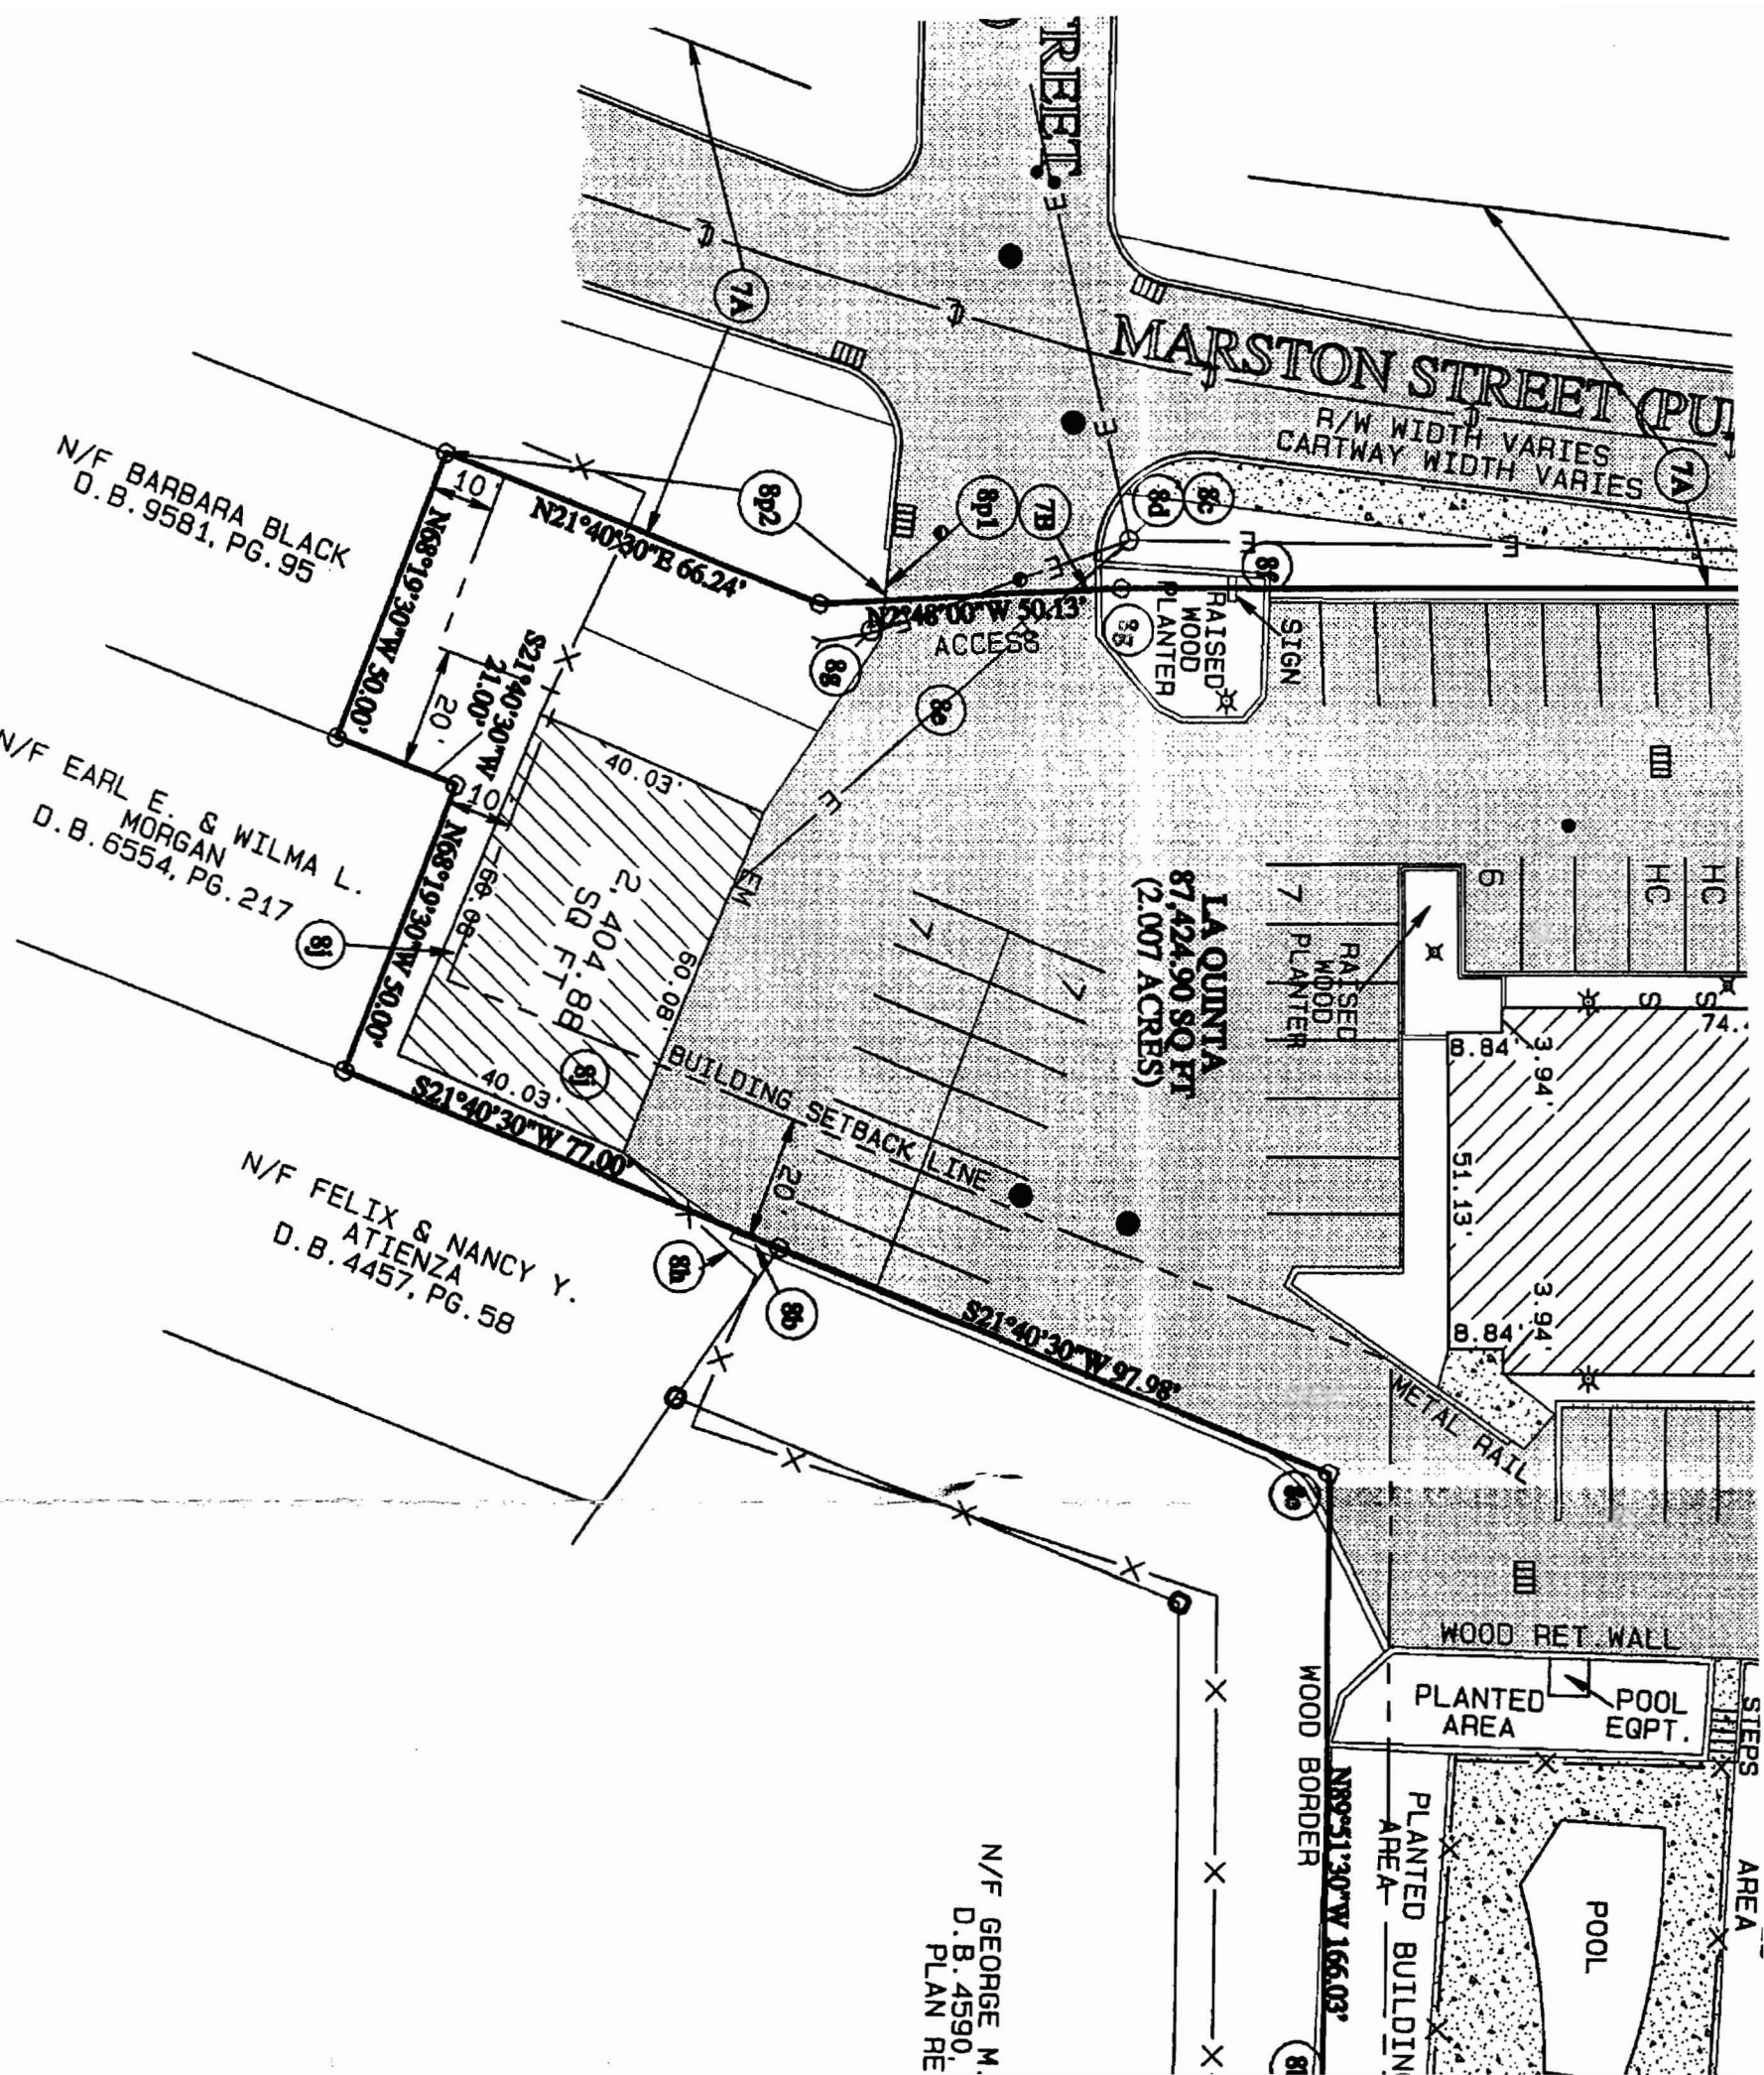 TREET
MARSTON STREET (PU
R/W WIDTH VARIES
CARTWAY WIDTH VARIES
7A
7A
7B
8p1
8p2
8d
8c
8g
8g
8e
E
E
E
E
E
E
N/F BARBARA BLACK
D.B.9581, PG.95
10'
N21°40'30"E 66.24'
N68°19'30"W 50.00'
S21°40'30"W
21.00'
20'
N2°48'00"W 50.13'
ACCESS
RAISED
WOOD
PLANTER
SIGN
N/F EARL E. & WILMA L.
MORGAN
D.B.6554, PG.217
10'
N68°19'30"W 50.00'
60.08'
8j
40.03'
2,404.88
SQ FT
60.08'
EM
8j
40.03'
S21°40'30"W 77.00'
LA QUINTA
87,424.90 SQ FT
(2.007 ACRES)
7
7
7
6
HC
HC
RAISED
WOOD
PLANTER
S
S
74.
8.84'
3.94'
51.13'
3.94'
8.84'
BUILDING SETBACK LINE
20'
N/F FELIX & NANCY Y.
ATIENZA
D.B.4457, PG.58
8h
8b
S21°40'30"W 97.98'
METAL RAIL
8a
WOOD RET.WALL
PLANTED
AREA
POOL
EQPT.
STEPS
AREA
WOOD BORDER
N89°51'30"W 166.03'
PLANTED BUILDING
AREA
POOL
N/F GEORGE M.
D.B.4590,
PLAN RE